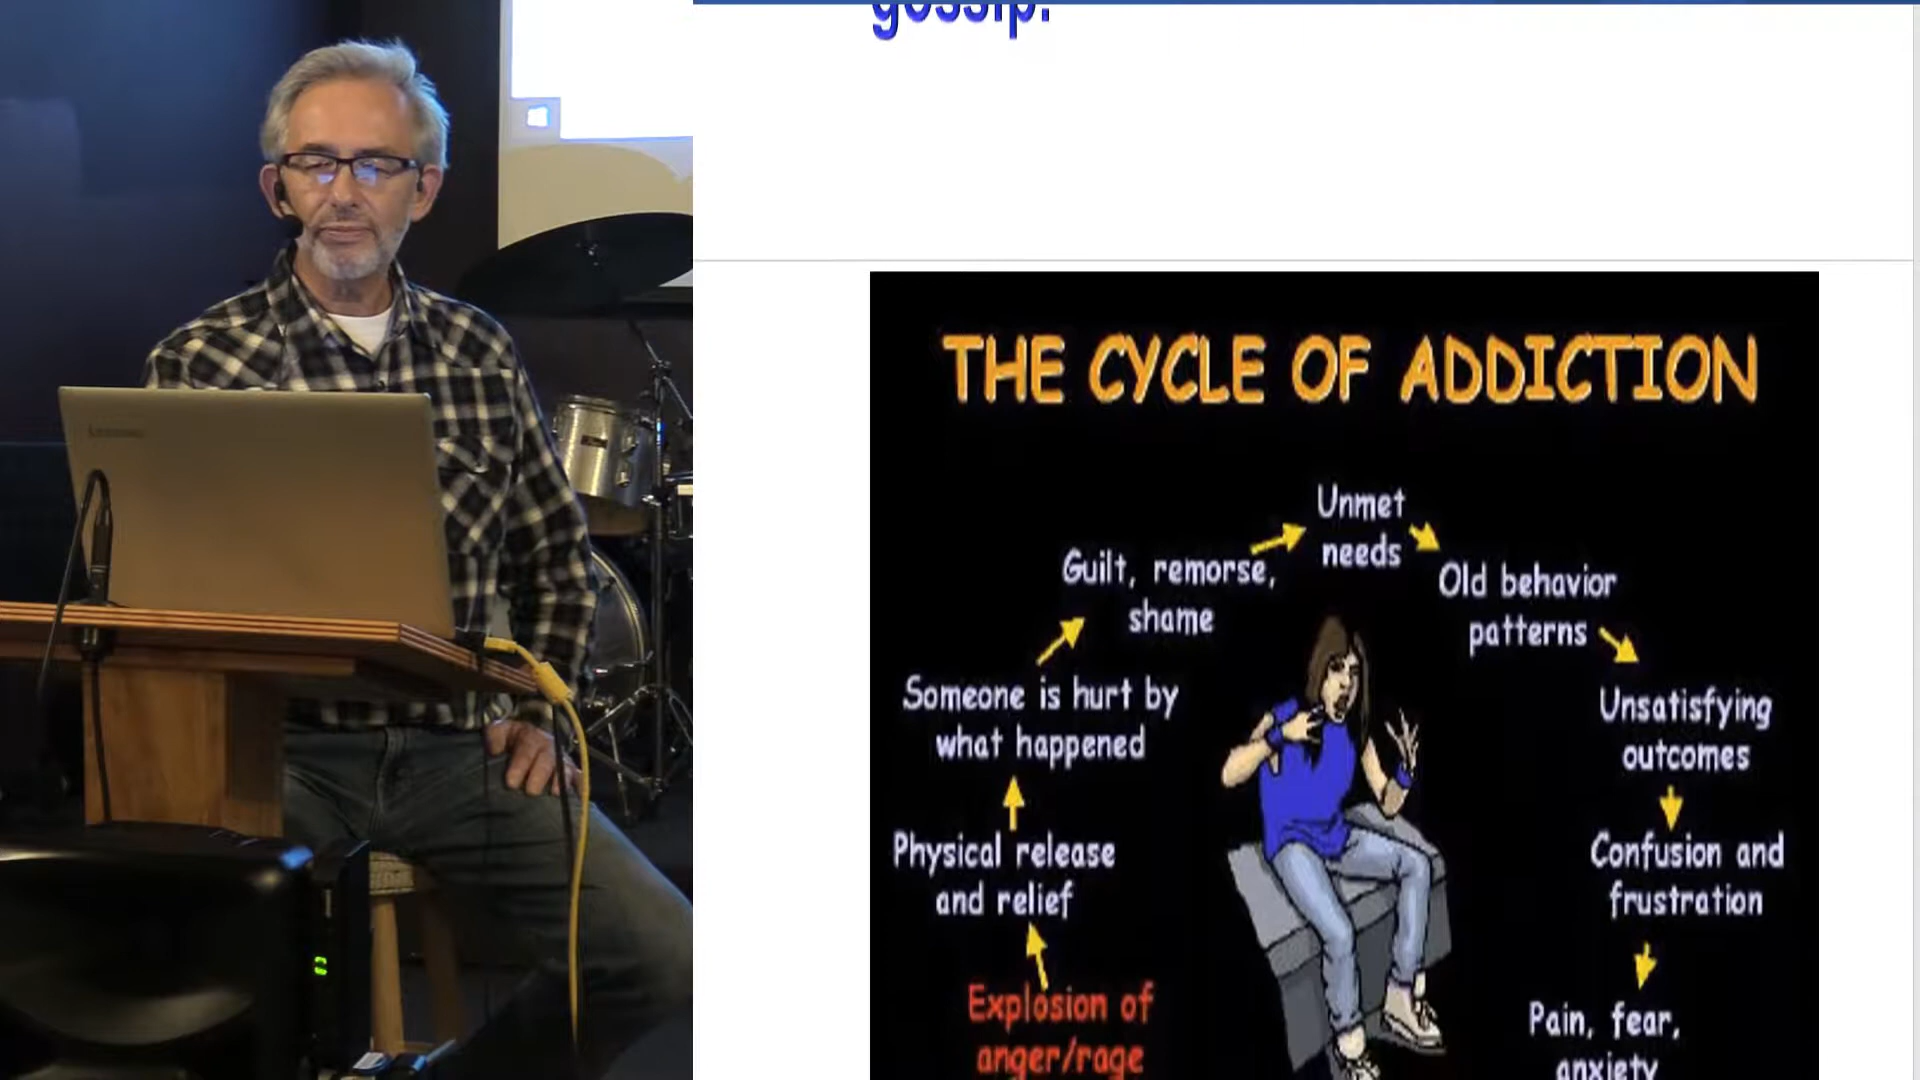 gossip.
THE CYCLE OF ADDICTION
Unmet
needs
Guilt, remorse,
shame
Old behavior
patterns
Someone is hurt by
what happened
Unsatisfying
outcomes
Physical release
and relief
Confusion and
frustration
Explosion of
anger/rage
Pain, fear,
anxiety
Lenovo